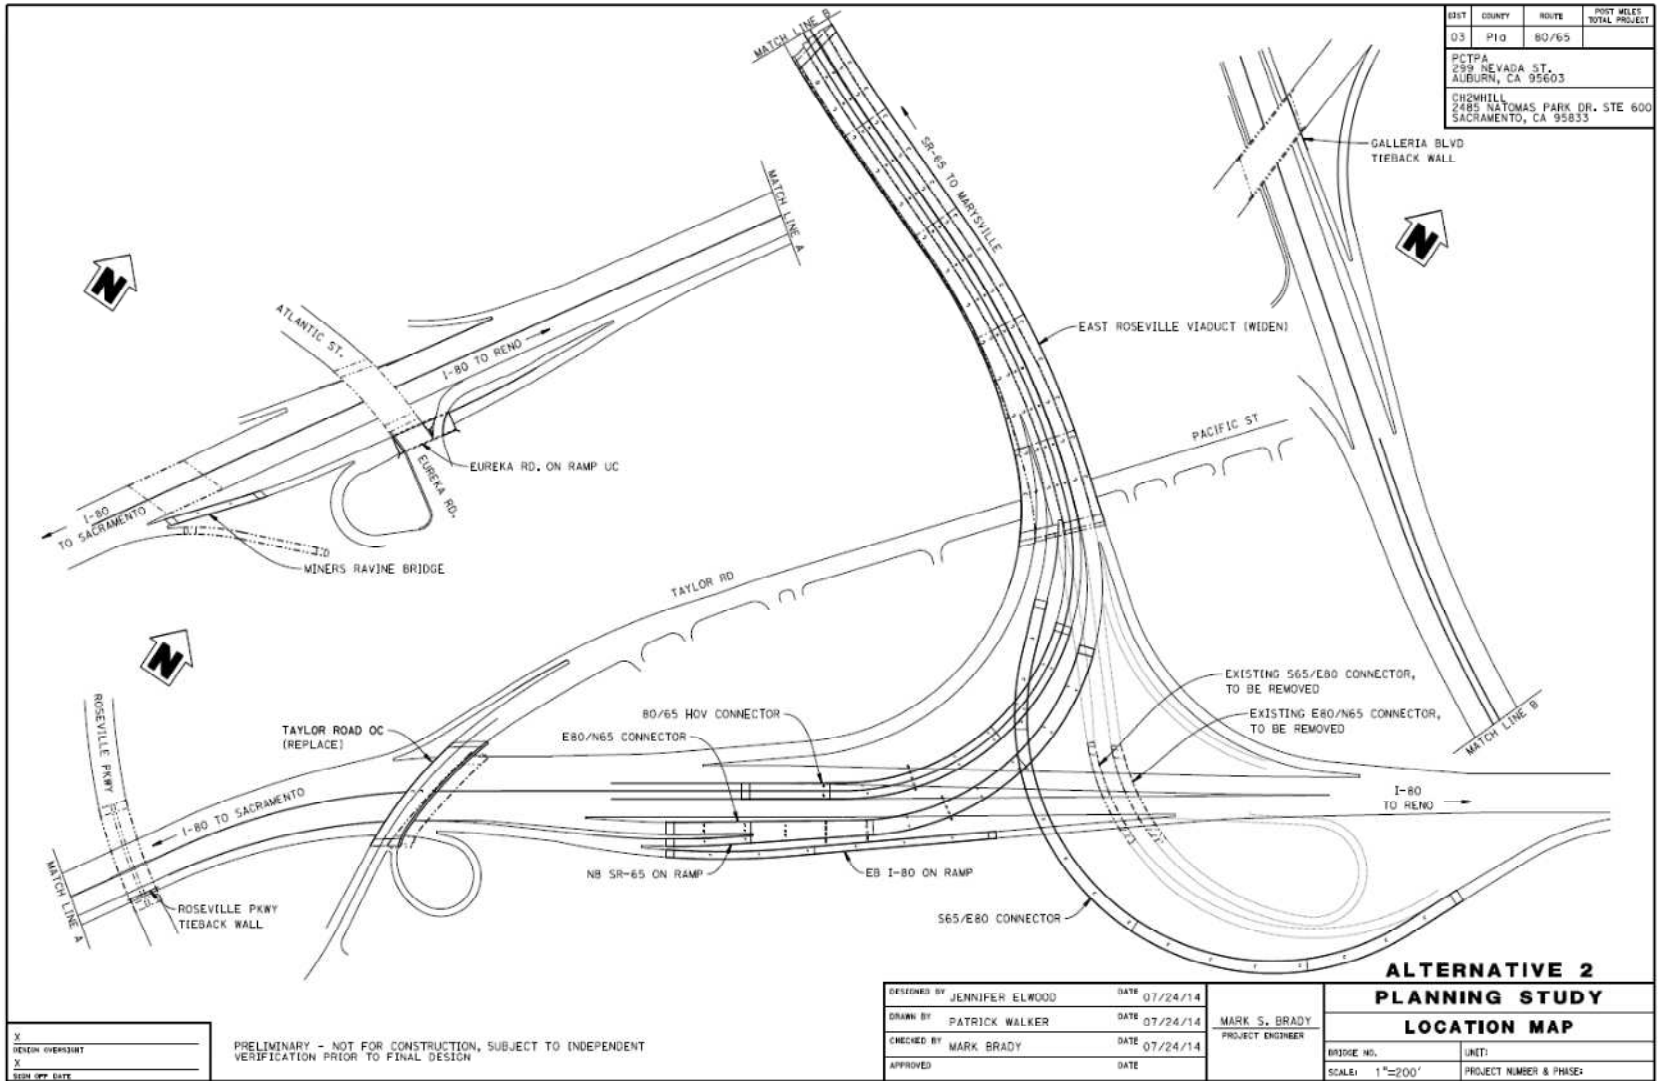 DIST COUNTY ROUTE POST MILES TOTAL PROJECT
03 Pla 80/65
PCTPA
299 NEVADA ST.
AUBURN, CA 95603
CH2MHILL
2485 NATOMAS PARK DR. STE 600
SACRAMENTO, CA 95833
MATCH LINE B
SR-65 TO MARYSVILLE
GALLERIA BLVD
TIEBACK WALL
N
MATCH LINE A
N
ATLANTIC ST.
I-80 TO RENO
EAST ROSEVILLE VIADUCT (WIDEN)
PACIFIC ST
EUREKA RD. ON RAMP UC
EUREKA RD.
I-80
TO SACRAMENTO
MINERS RAVINE BRIDGE
TAYLOR RD
N
EXISTING S65/E80 CONNECTOR,
TO BE REMOVED
EXISTING E80/N65 CONNECTOR,
TO BE REMOVED
ROSEVILLE PKWY
TAYLOR ROAD OC
(REPLACE)
80/65 HOV CONNECTOR
E80/N65 CONNECTOR
MATCH LINE B
I-80
TO RENO
I-80 TO SACRAMENTO
MATCH LINE A
NB SR-65 ON RAMP
EB I-80 ON RAMP
ROSEVILLE PKWY
TIEBACK WALL
S65/E80 CONNECTOR
ALTERNATIVE 2
PLANNING STUDY
LOCATION MAP
DESIGNED BY JENNIFER ELWOOD DATE 07/24/14
DRAWN BY PATRICK WALKER DATE 07/24/14
CHECKED BY MARK BRADY DATE 07/24/14
APPROVED DATE
MARK S. BRADY
PROJECT ENGINEER
BRIDGE NO. UNIT:
SCALE: 1"=200' PROJECT NUMBER & PHASE:
X
DESIGN OVERSIGHT
X
SIGN OFF DATE
PRELIMINARY - NOT FOR CONSTRUCTION, SUBJECT TO INDEPENDENT
VERIFICATION PRIOR TO FINAL DESIGN